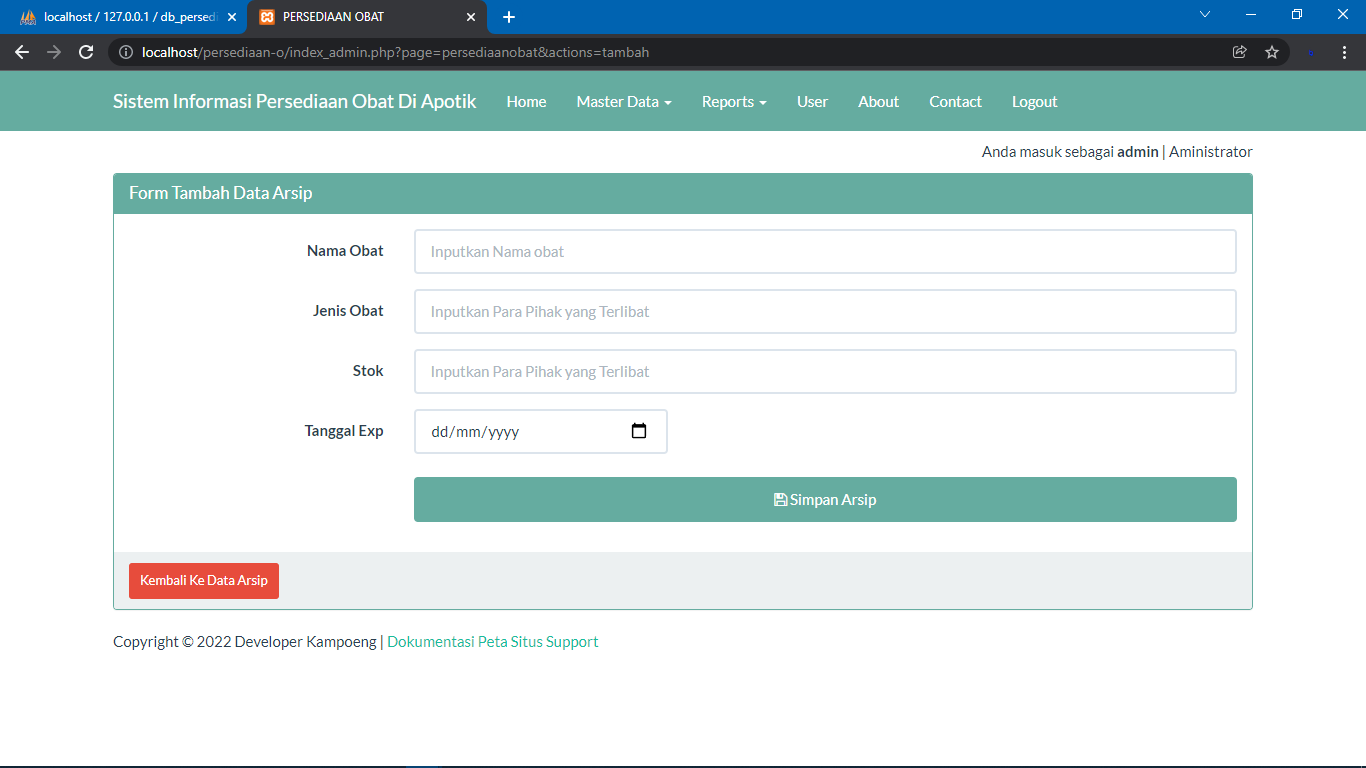 localhost / 127.0.0.1 / db_persedi
PERSEDIAAN OBAT
localhost/persediaan-o/index_admin.php?page=persediaanobat&actions=tambah
Sistem Informasi Persediaan Obat Di Apotik Home Master Data Reports User About Contact Logout
Anda masuk sebagai admin | Aministrator
Form Tambah Data Arsip
Nama Obat Inputkan Nama obat
Jenis Obat Inputkan Para Pihak yang Terlibat
Stok Inputkan Para Pihak yang Terlibat
Tanggal Exp dd/mm/yyyy
Simpan Arsip
Kembali Ke Data Arsip
Copyright © 2022 Developer Kampoeng | Dokumentasi Peta Situs Support